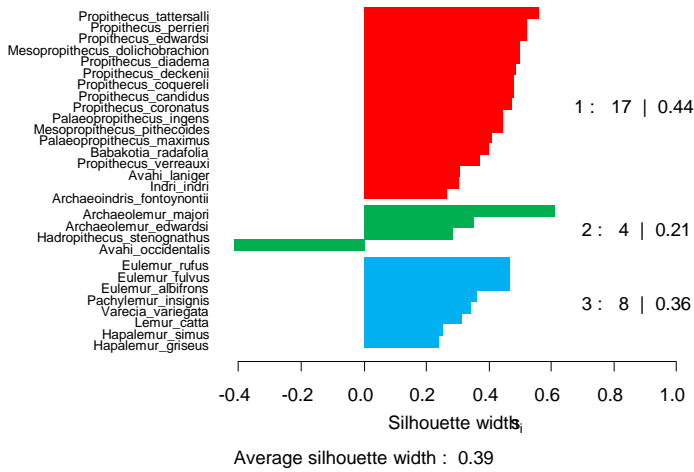 Propithecus_tattersalli
Propithecus_perrieri
Propithecus_edwardsi
Mesopropithecus_dolichobrachion
Propithecus_diadema
Propithecus_deckenii
Propithecus_coquereli
Propithecus_candidus
Propithecus_coronatus
Palaeopropithecus_ingens
Mesopropithecus_pithecoides
Palaeopropithecus_maximus
Babakotia_radafolia
Propithecus_verreauxi
Avahi_laniger
Indri_indri
Archaeoindris_fontoynontii
1 : 17 | 0.44
Archaeolemur_majori
Archaeolemur_edwardsi
Hadropithecus_stenognathus
Avahi_occidentalis
2 : 4 | 0.21
Eulemur_rufus
Eulemur_fulvus
Eulemur_albifrons
Pachylemur_insignis
Varecia_variegata
Lemur_catta
Hapalemur_simus
Hapalemur_griseus
3 : 8 | 0.36
-0.4 -0.2 0.0 0.2 0.4 0.6 0.8 1.0
Silhouette width si
Average silhouette width : 0.39